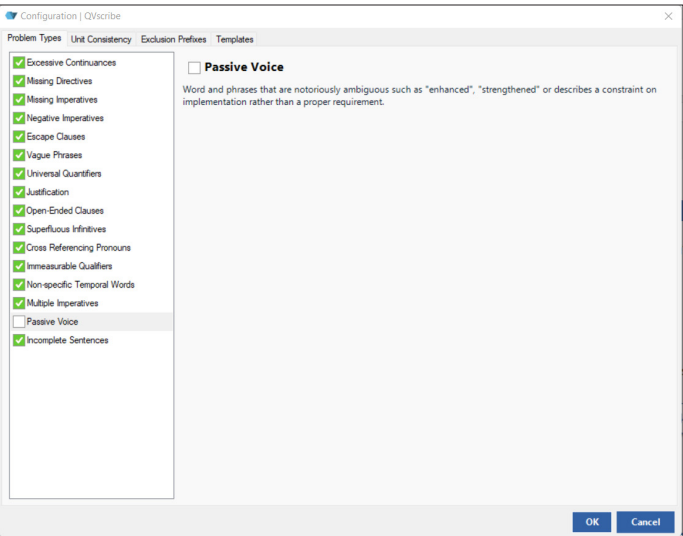 Configuration | QVscribe
Problem Types Unit Consistency Exclusion Prefixes Templates
Excessive Continuances
Missing Directives
Missing Imperatives
Negative Imperatives
Escape Clauses
Vague Phrases
Universal Quantifiers
Justification
Open-Ended Clauses
Superfluous Infinitives
Cross Referencing Pronouns
Immeasurable Qualifiers
Non-specific Temporal Words
Multiple Imperatives
Passive Voice
Incomplete Sentences
Passive Voice
Word and phrases that are notoriously ambiguous such as "enhanced", "strengthened" or describes a constraint on
implementation rather than a proper requirement.
OK Cancel